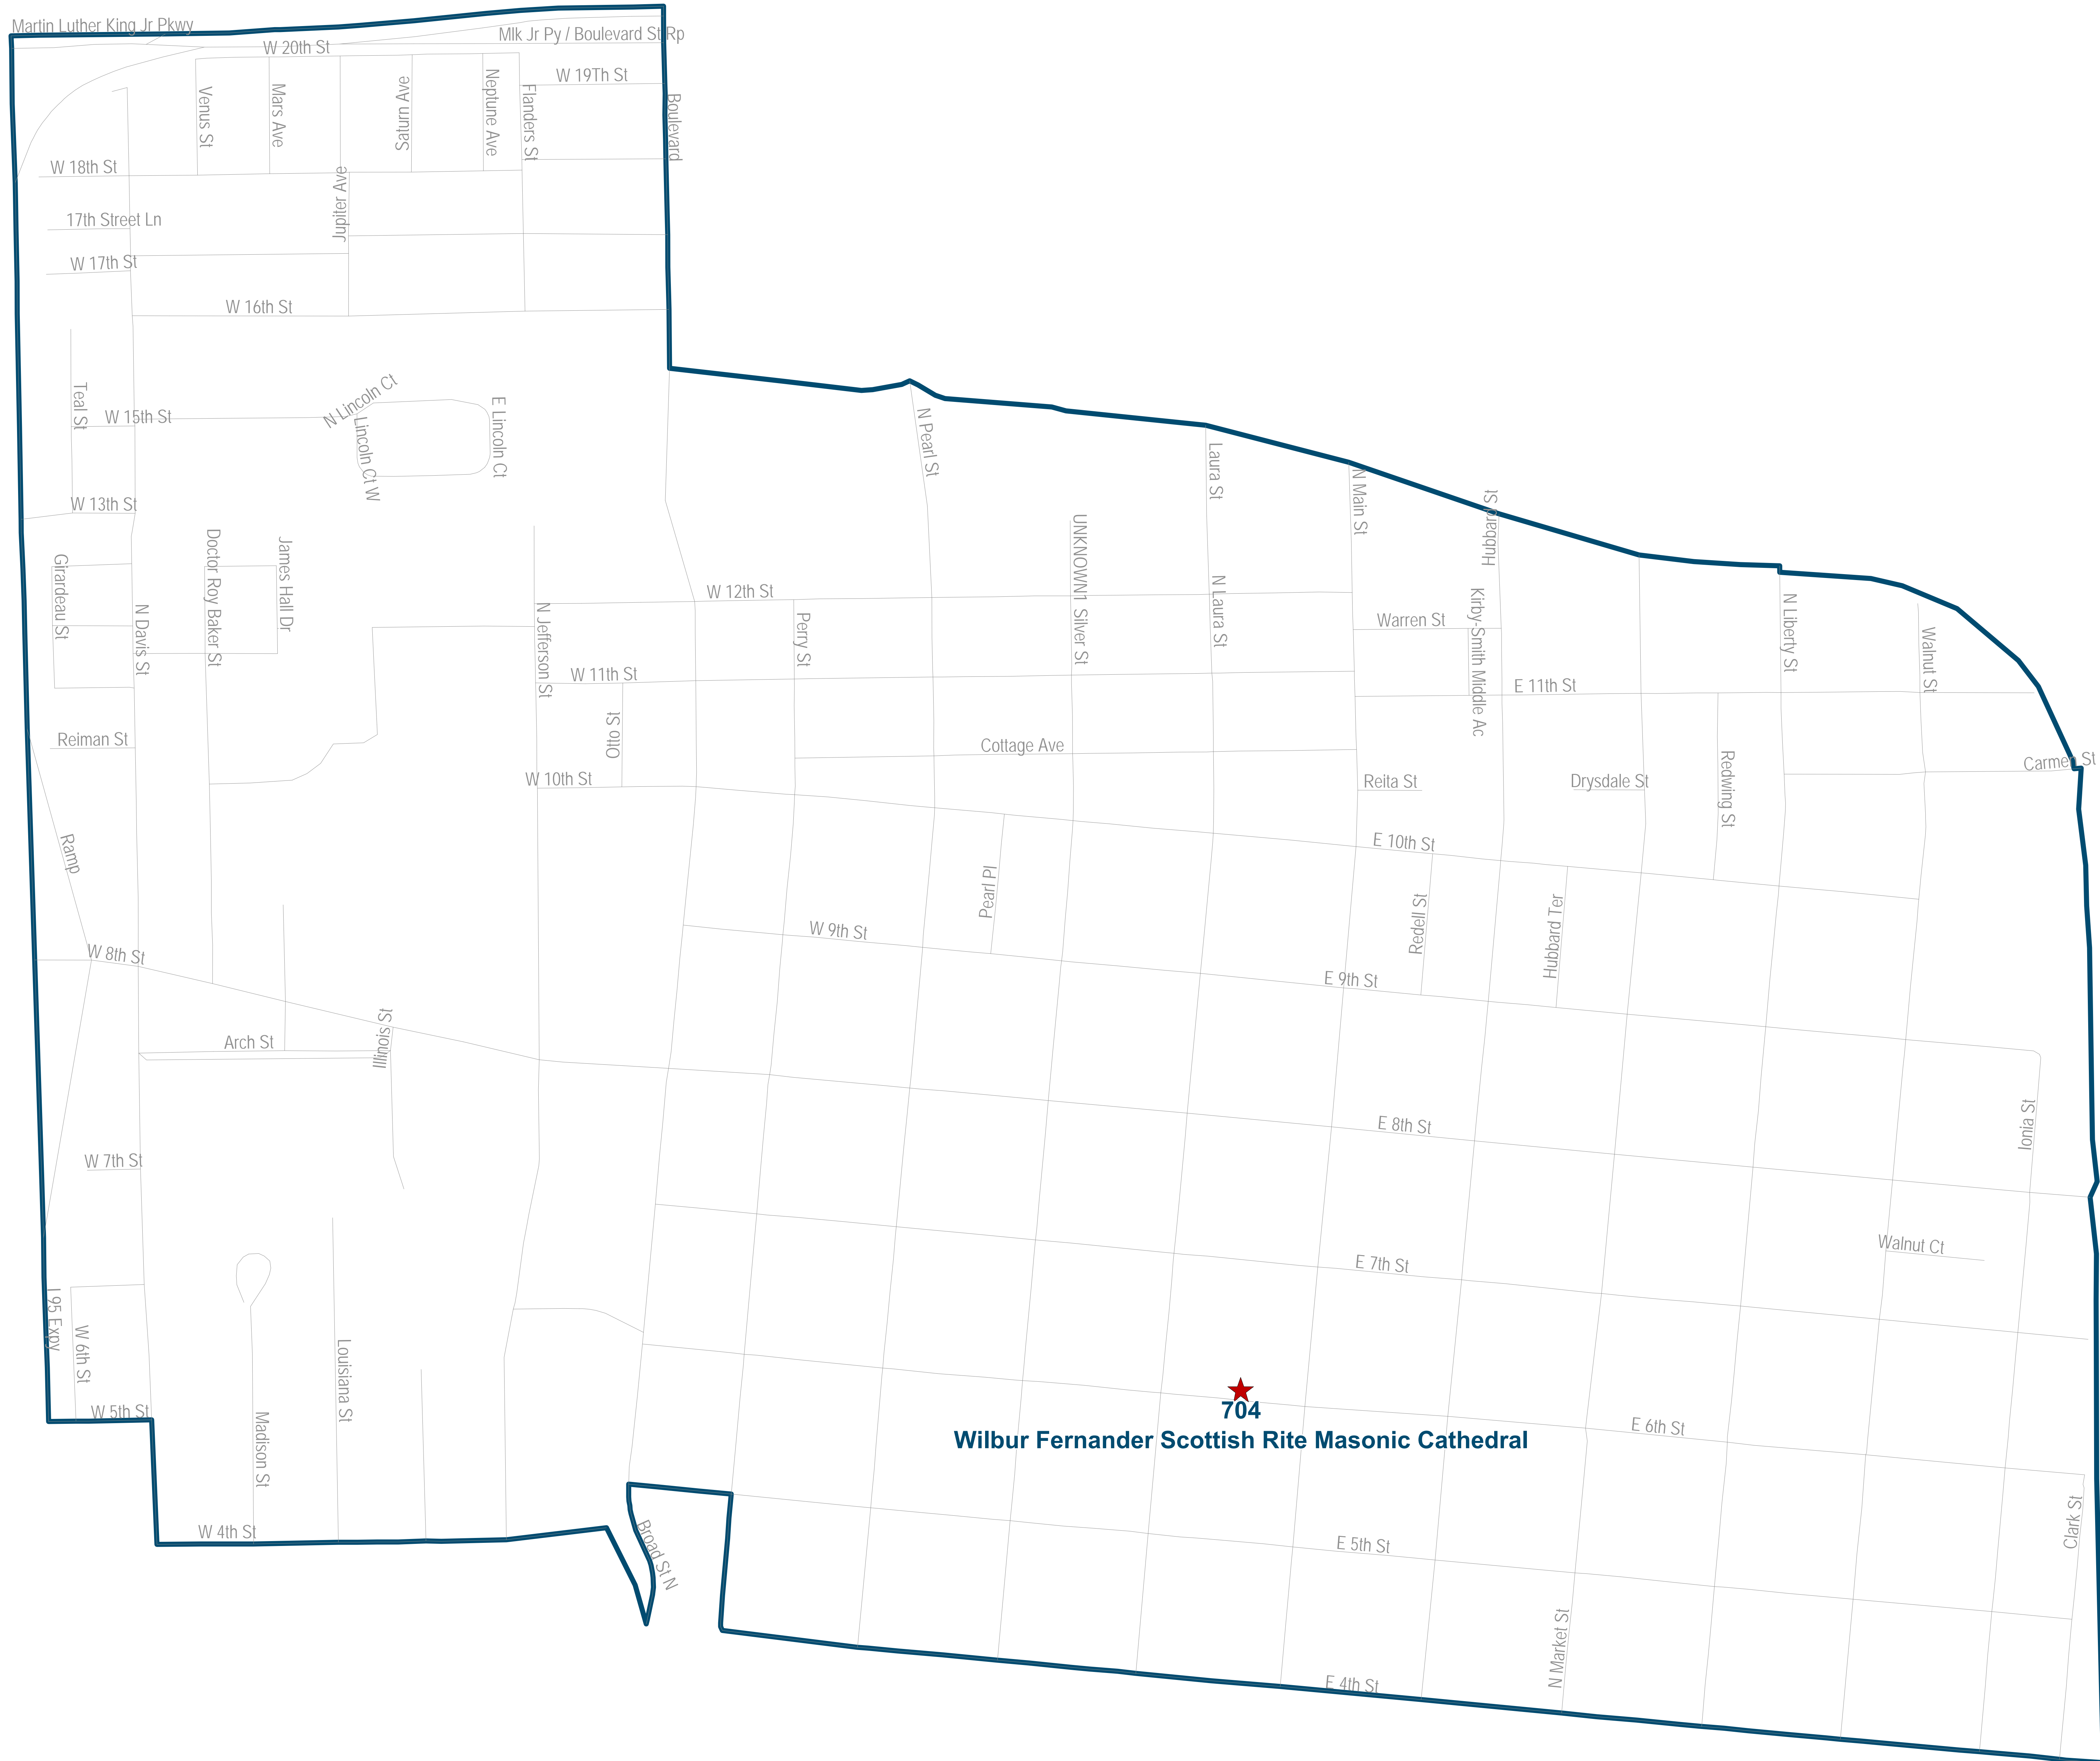 Martin Luther King Jr Pkwy
Mlk Jr Py / Boulevard St Rp
W 20th St
W 19Th St
Venus St
Mars Ave
Saturn Ave
Neptune Ave
Flanders St
Boulevard
W 18th St
Jupiter Ave
17th Street Ln
W 17th St
W 16th St
Teal St
W 15th St
N Lincoln Ct
Lincoln Ct W
E Lincoln Ct
N Pearl St
Laura St
N Main St
Hubbard St
W 13th St
Girardeau St
N Davis St
Doctor Roy Baker St
James Hall Dr
N Jefferson St
W 12th St
Perry St
UNKNOWN1 Silver St
N Laura St
Warren St
Kirby-Smith Middle Ac
N Liberty St
Walnut St
W 11th St
E 11th St
Otto St
Reiman St
Cottage Ave
W 10th St
Reita St
Drysdale St
Redwing St
Carmen St
Ramp
E 10th St
Pearl Pl
Redell St
Hubbard Ter
W 9th St
W 8th St
E 9th St
Arch St
Illinois St
E 8th St
Ionia St
W 7th St
Walnut Ct
E 7th St
I 95 Expy
W 6th St
Louisiana St
Madison St
W 5th St
704
Wilbur Fernander Scottish Rite Masonic Cathedral
E 6th St
W 4th St
Broad St N
E 5th St
Clark St
N Market St
E 4th St